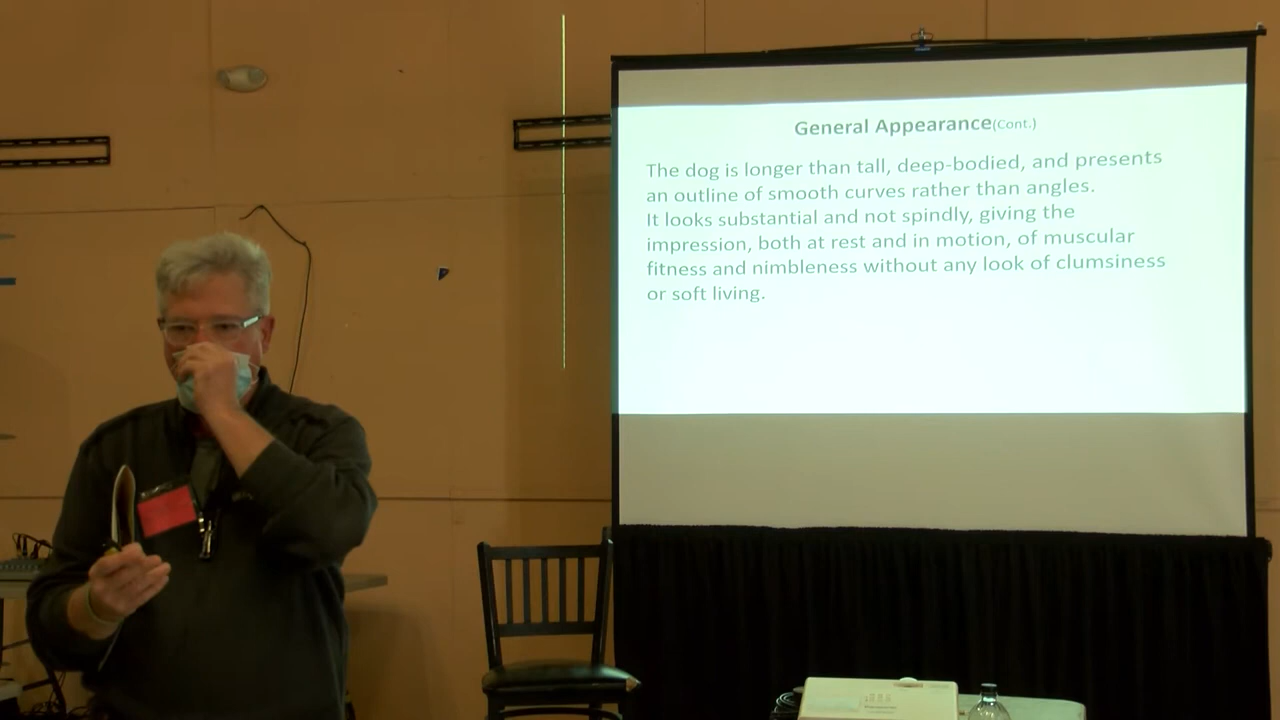 General Appearance(Cont.)
The dog is longer than tall, deep-bodied, and presents
an outline of smooth curves rather than angles.
It looks substantial and not spindly, giving the
impression, both at rest and in motion, of muscular
fitness and nimbleness without any look of clumsiness
or soft living.